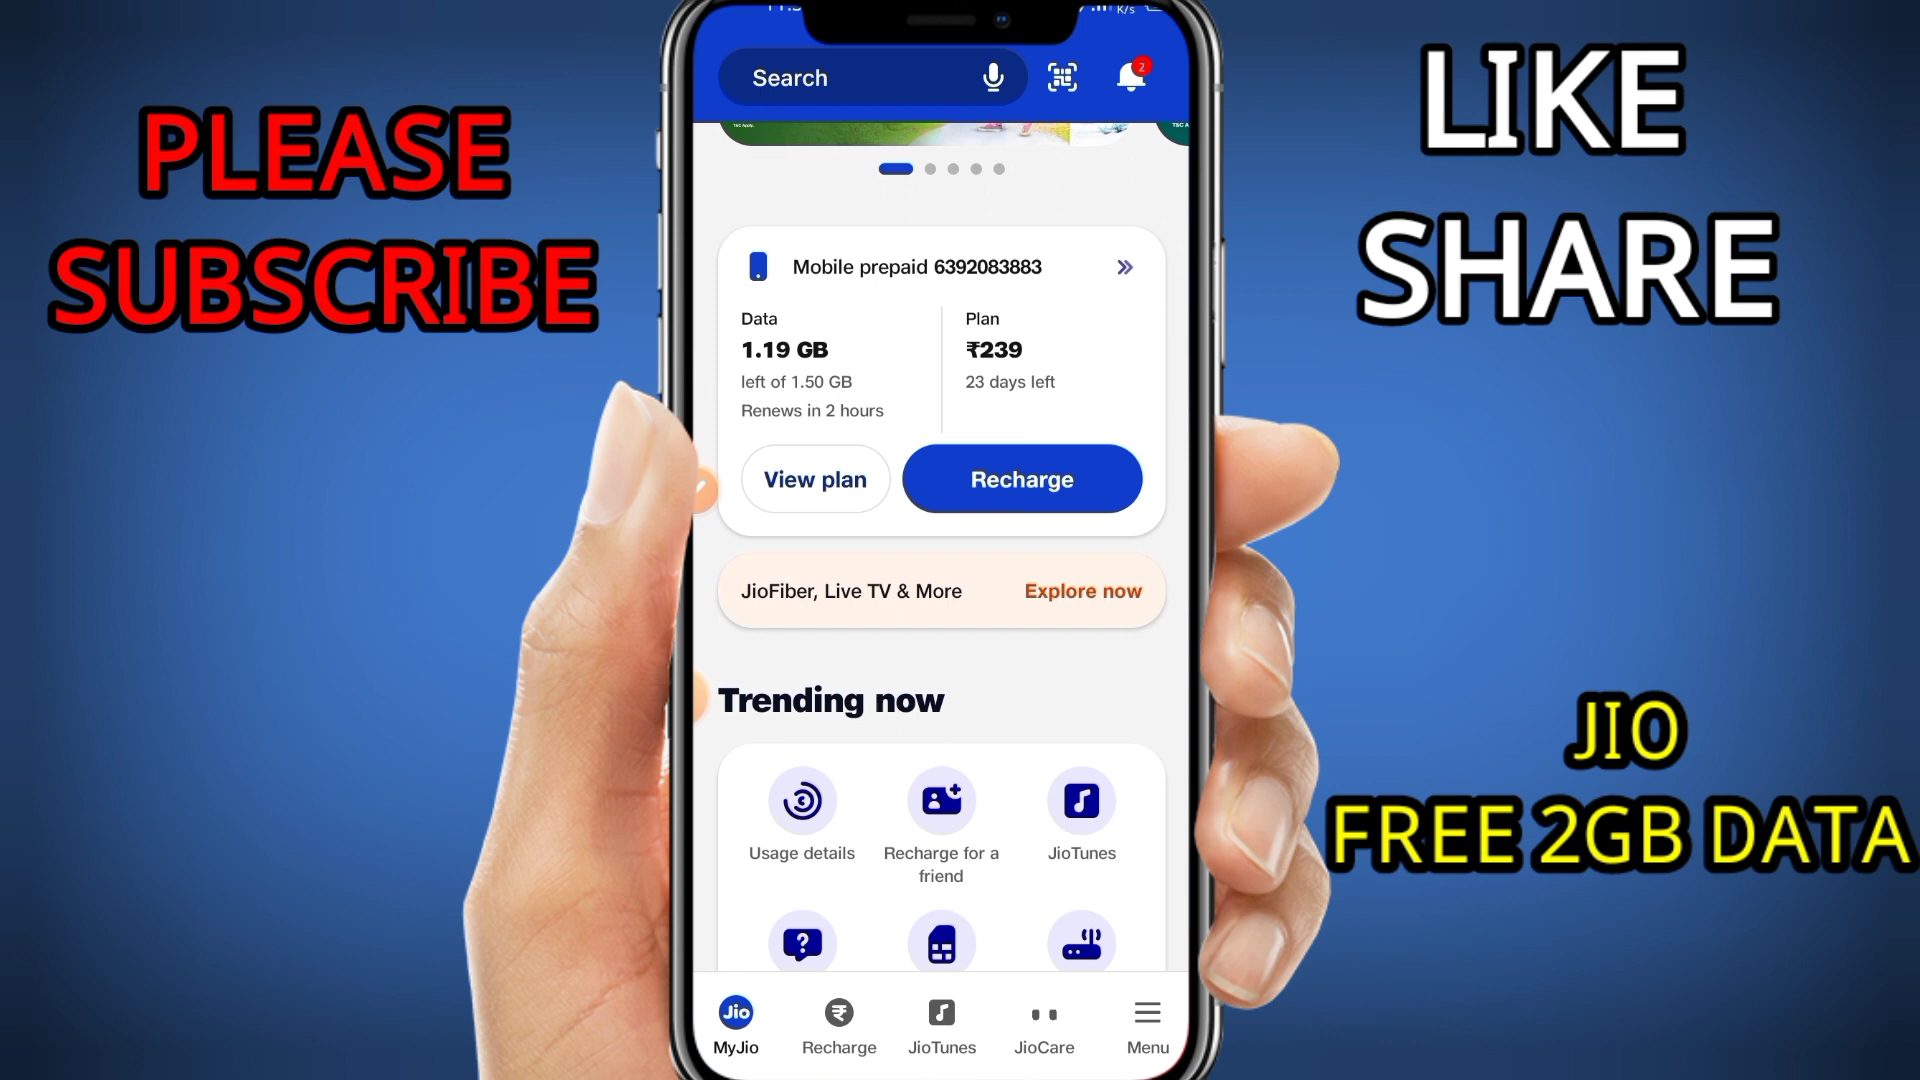 PLEASE
SUBSCRIBE
LIKE
SHARE
JIO
FREE 2GB DATA
K/s
Search
2
T&C Apply.
Mobile prepaid 6392083883
Data
1.19 GB
left of 1.50 GB
Renews in 2 hours
Plan
₹239
23 days left
View plan
Recharge
JioFiber, Live TV & More
Explore now
Trending now
Usage details
Recharge for a
friend
JioTunes
Jio
MyJio
Recharge
JioTunes
JioCare
Menu